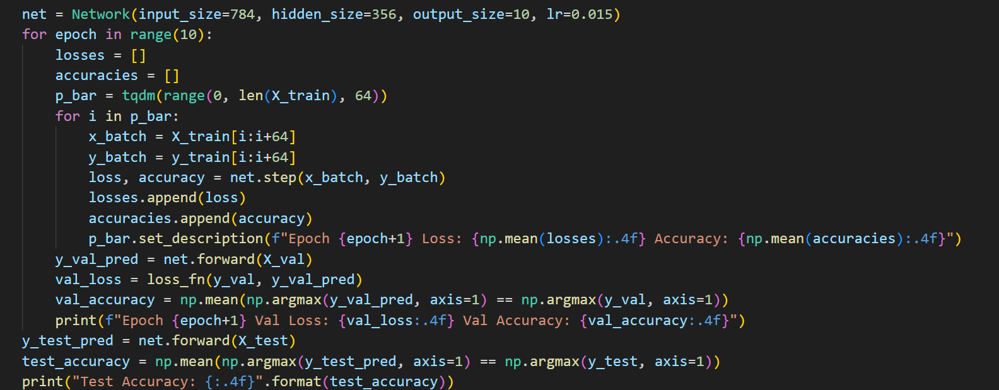 net = Network(input_size=784, hidden_size=356, output_size=10, lr=0.015)
for epoch in range(10):
    losses = []
    accuracies = []
    p_bar = tqdm(range(0, len(X_train), 64))
    for i in p_bar:
        x_batch = X_train[i:i+64]
        y_batch = y_train[i:i+64]
        loss, accuracy = net.step(x_batch, y_batch)
        losses.append(loss)
        accuracies.append(accuracy)
        p_bar.set_description(f"Epoch {epoch+1} Loss: {np.mean(losses):.4f} Accuracy: {np.mean(accuracies):.4f}")
    y_val_pred = net.forward(X_val)
    val_loss = loss_fn(y_val, y_val_pred)
    val_accuracy = np.mean(np.argmax(y_val_pred, axis=1) == np.argmax(y_val, axis=1))
    print(f"Epoch {epoch+1} Val Loss: {val_loss:.4f} Val Accuracy: {val_accuracy:.4f}")
y_test_pred = net.forward(X_test)
test_accuracy = np.mean(np.argmax(y_test_pred, axis=1) == np.argmax(y_test, axis=1))
print("Test Accuracy: {:.4f}".format(test_accuracy))